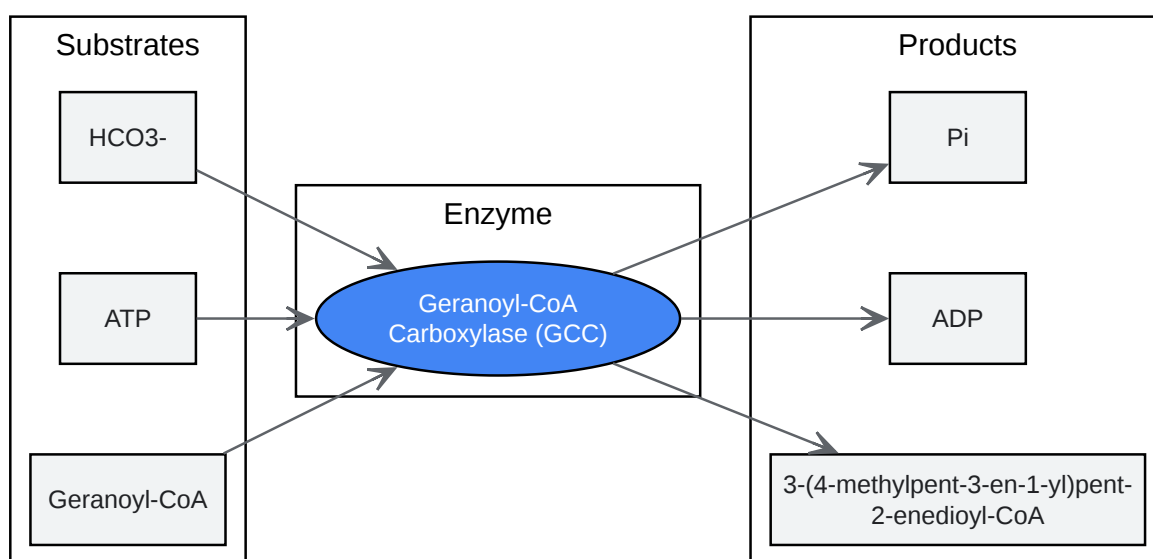 Substrates
HCO3-
ATP
Geranoyl-CoA
Enzyme
Geranoyl-CoA
Carboxylase (GCC)
Products
Pi
ADP
3-(4-methylpent-3-en-1-yl)pent-
2-enedioyl-CoA